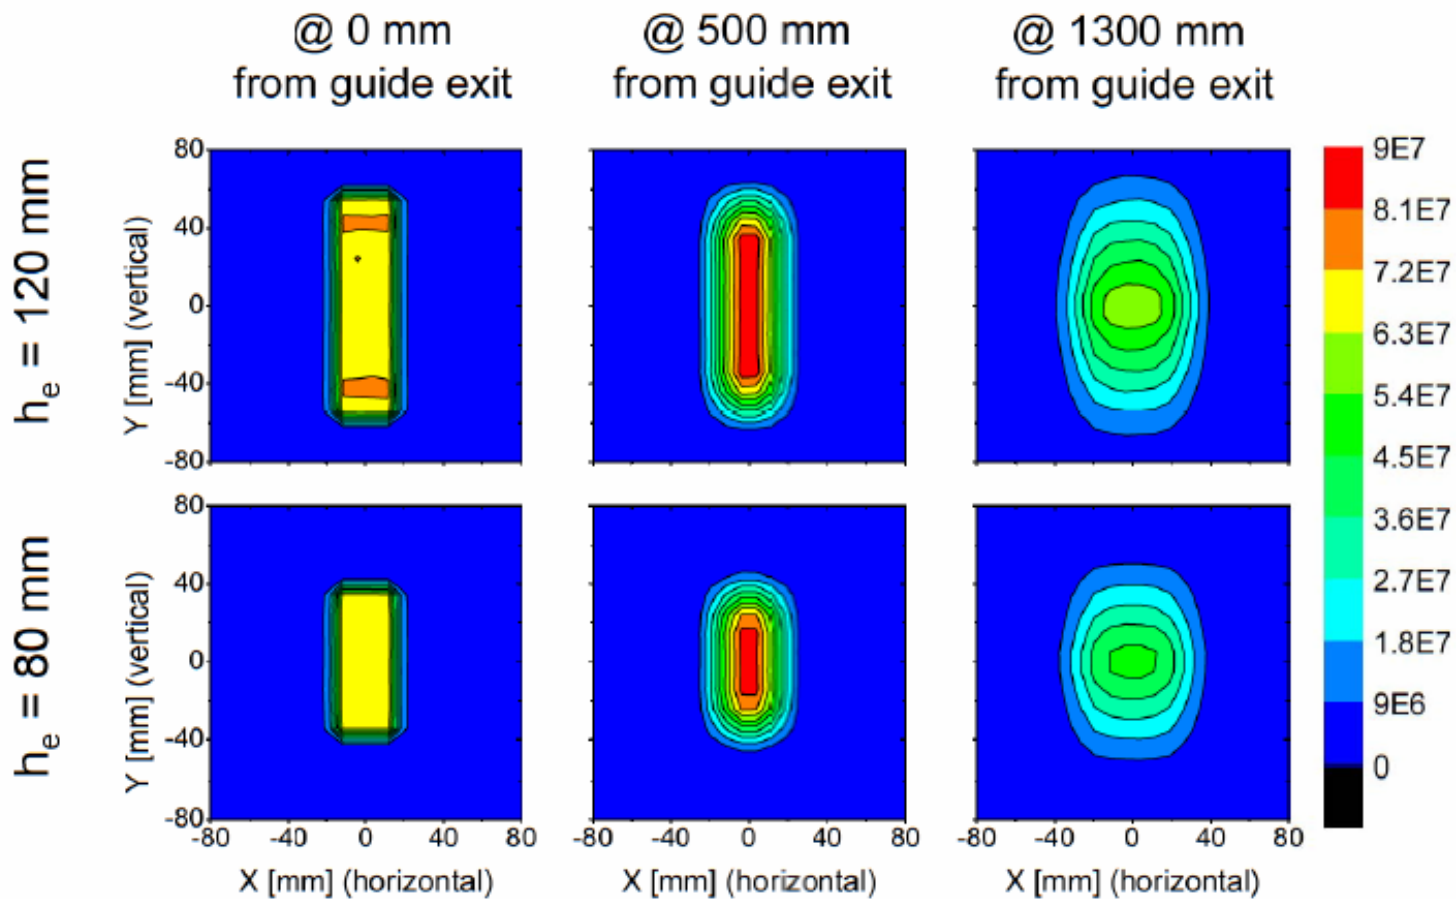 @ 0 mm
from guide exit
@ 500 mm
from guide exit
@ 1300 mm
from guide exit
h_e = 120 mm
Y [mm] (vertical)
80
40
0
-40
-80
h_e = 80 mm
Y [mm] (vertical)
80
40
0
-40
-80
-80 -40 0 40 80
X [mm] (horizontal)
-80 -40 0 40 80
X [mm] (horizontal)
-80 -40 0 40 80
X [mm] (horizontal)
9E7
8.1E7
7.2E7
6.3E7
5.4E7
4.5E7
3.6E7
2.7E7
1.8E7
9E6
0